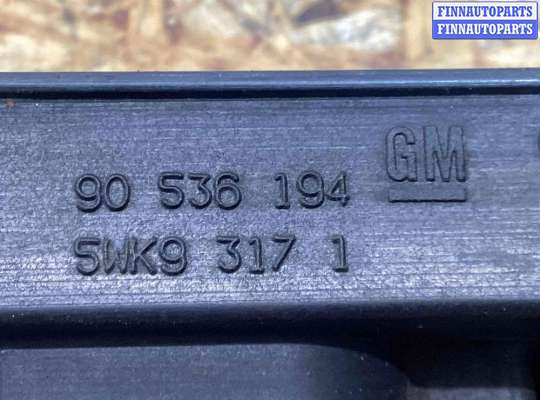 FINNAUTOPARTS
FINNAUTOPARTS
GM
90 536 194
5WK9 317 1